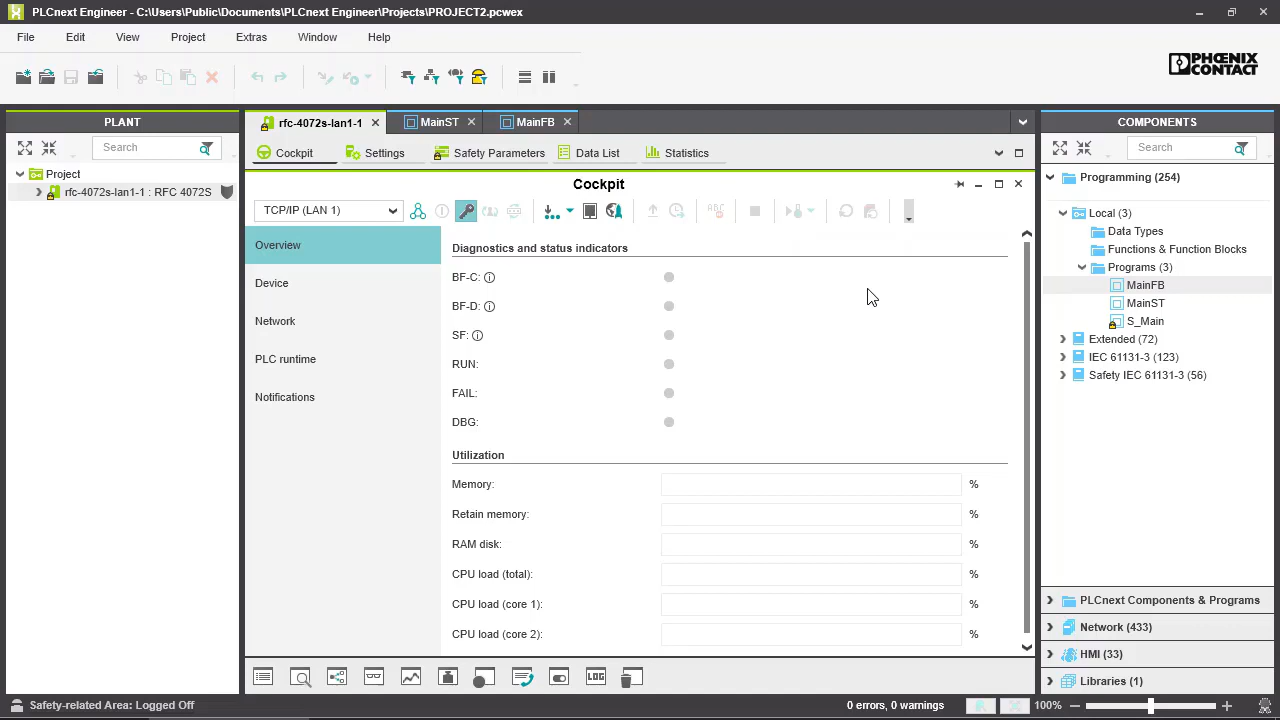 PLCnext Engineer - C:\Users\Public\Documents\PLCnext Engineer\Projects\PROJECT2.pcwex
File Edit View Project Extras Window Help
PHOENIX CONTACT
PLANT
Search
Project
rfc-4072s-lan1-1 : RFC 4072S
rfc-4072s-lan1-1 MainST MainFB
Cockpit Settings Safety Parameters Data List Statistics
Cockpit
TCP/IP (LAN 1)
Overview
Device
Network
PLC runtime
Notifications
Diagnostics and status indicators
BF-C:
BF-D:
SF:
RUN:
FAIL:
DBG:
Utilization
Memory: %
Retain memory: %
RAM disk: %
CPU load (total): %
CPU load (core 1): %
CPU load (core 2): %
LOG
COMPONENTS
Search
Programming (254)
Local (3)
Data Types
Functions & Function Blocks
Programs (3)
MainFB
MainST
S_Main
Extended (72)
IEC 61131-3 (123)
Safety IEC 61131-3 (56)
PLCnext Components & Programs
Network (433)
HMI (33)
Libraries (1)
Safety-related Area: Logged Off
0 errors, 0 warnings
100%